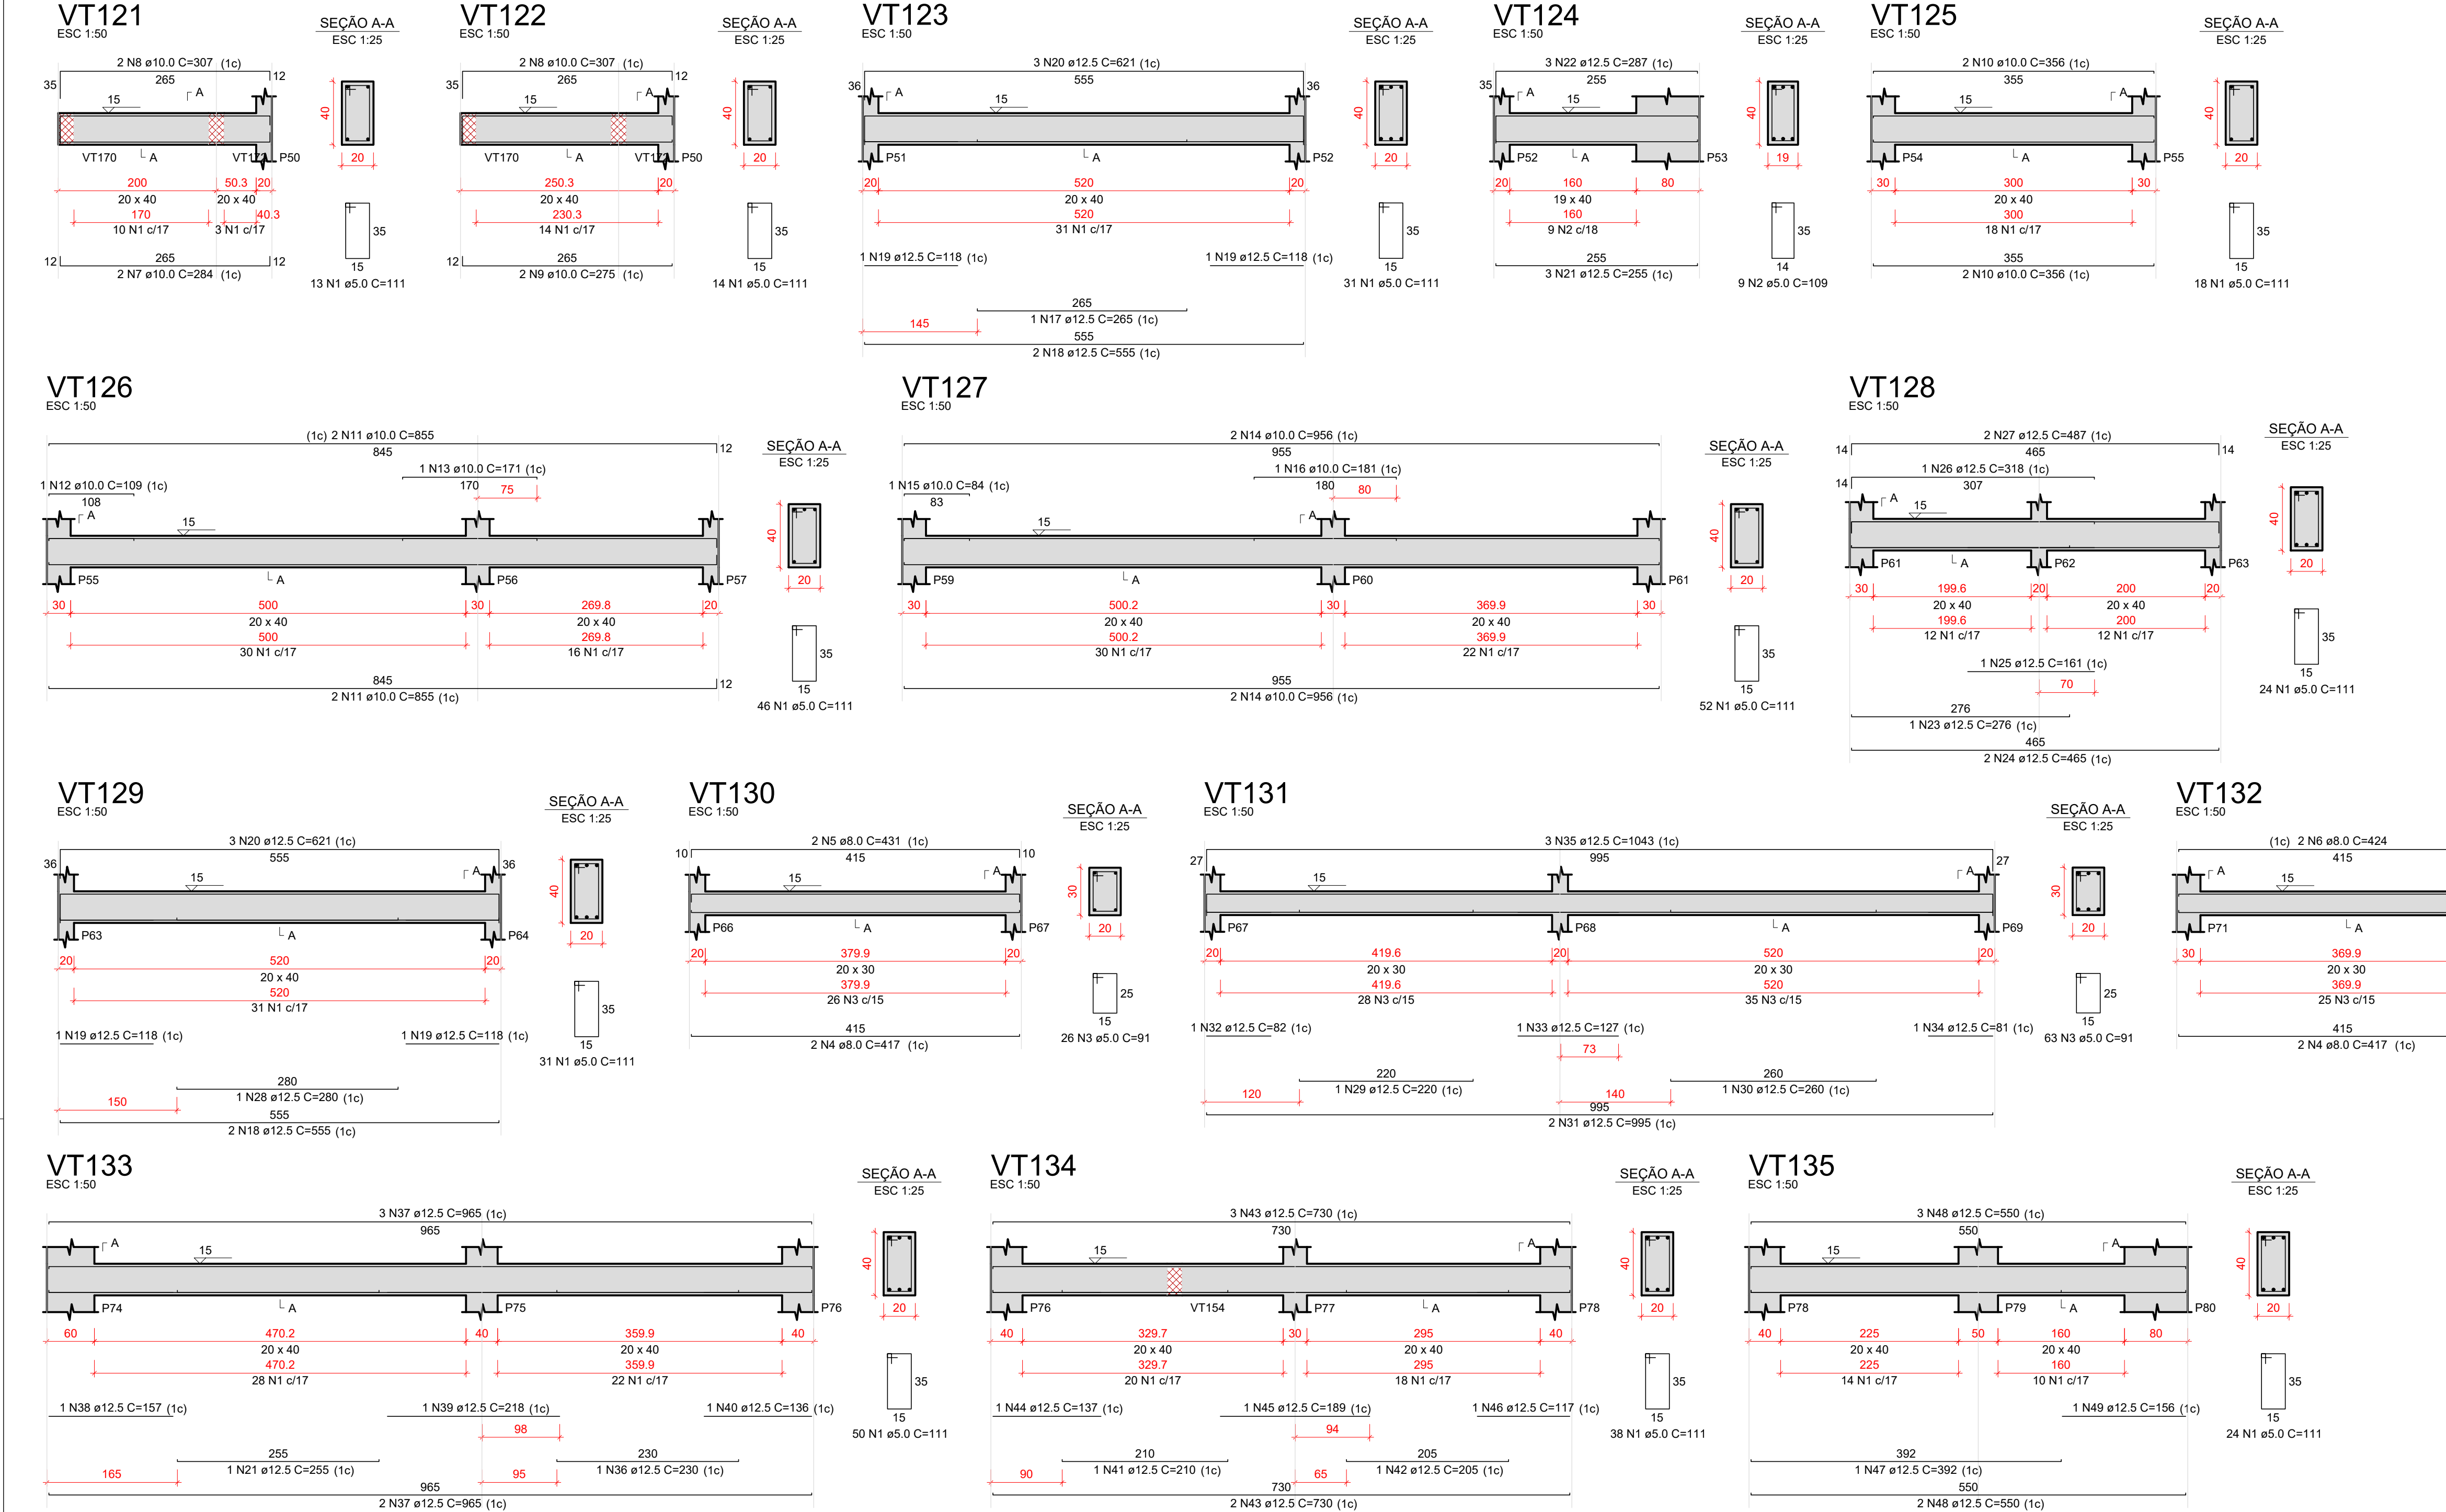 VT121
ESC 1:50
SEÇÃO A-A
ESC 1:25
2 N8 ø10.0 C=307 (1c)
265
35
12
A
15
40
20
VT170
A
VT172
P50
200
50.3
20
20 x 40
20 x 40
170
40.3
10 N1 c/17
3 N1 c/17
35
15
13 N1 ø5.0 C=111
12
265
12
2 N7 ø10.0 C=284 (1c)
VT122
ESC 1:50
SEÇÃO A-A
ESC 1:25
2 N8 ø10.0 C=307 (1c)
265
35
12
A
15
40
20
VT170
A
VT172
P50
250.3
20
20 x 40
230.3
14 N1 c/17
35
15
14 N1 ø5.0 C=111
12
265
12
2 N9 ø10.0 C=275 (1c)
VT123
ESC 1:50
SEÇÃO A-A
ESC 1:25
3 N20 ø12.5 C=621 (1c)
555
36
36
A
15
40
20
P51
A
P52
20
520
20
20 x 40
520
31 N1 c/17
35
15
31 N1 ø5.0 C=111
1 N19 ø12.5 C=118 (1c)
1 N19 ø12.5 C=118 (1c)
265
1 N17 ø12.5 C=265 (1c)
145
555
2 N18 ø12.5 C=555 (1c)
VT124
ESC 1:50
SEÇÃO A-A
ESC 1:25
3 N22 ø12.5 C=287 (1c)
255
35
A
15
40
19
P52
A
P53
20
160
80
19 x 40
160
9 N2 c/18
35
14
9 N2 ø5.0 C=109
255
3 N21 ø12.5 C=255 (1c)
VT125
ESC 1:50
SEÇÃO A-A
ESC 1:25
2 N10 ø10.0 C=356 (1c)
355
A
15
40
20
P54
A
P55
30
300
30
20 x 40
300
18 N1 c/17
35
15
18 N1 ø5.0 C=111
355
2 N10 ø10.0 C=356 (1c)
VT126
ESC 1:50
SEÇÃO A-A
ESC 1:25
(1c) 2 N11 ø10.0 C=855
845
12
1 N13 ø10.0 C=171 (1c)
170
75
1 N12 ø10.0 C=109 (1c)
108
A
15
40
20
P55
A
P56
P57
30
500
30
269.8
20
20 x 40
20 x 40
500
269.8
30 N1 c/17
16 N1 c/17
35
15
46 N1 ø5.0 C=111
845
12
2 N11 ø10.0 C=855 (1c)
VT127
ESC 1:50
SEÇÃO A-A
ESC 1:25
2 N14 ø10.0 C=956 (1c)
955
1 N16 ø10.0 C=181 (1c)
180
80
1 N15 ø10.0 C=84 (1c)
83
A
15
40
20
P59
A
P60
P61
30
500.2
30
369.9
30
20 x 40
20 x 40
500.2
369.9
30 N1 c/17
22 N1 c/17
35
15
52 N1 ø5.0 C=111
955
2 N14 ø10.0 C=956 (1c)
VT128
ESC 1:50
SEÇÃO A-A
ESC 1:25
2 N27 ø12.5 C=487 (1c)
14
465
14
1 N26 ø12.5 C=318 (1c)
14
307
A
15
40
20
P61
A
P62
P63
30
199.6
20
200
20
20 x 40
20 x 40
199.6
200
12 N1 c/17
12 N1 c/17
35
15
24 N1 ø5.0 C=111
1 N25 ø12.5 C=161 (1c)
70
276
1 N23 ø12.5 C=276 (1c)
465
2 N24 ø12.5 C=465 (1c)
VT129
ESC 1:50
SEÇÃO A-A
ESC 1:25
3 N20 ø12.5 C=621 (1c)
555
36
36
A
15
40
20
P63
A
P64
20
520
20
20 x 40
520
31 N1 c/17
35
15
31 N1 ø5.0 C=111
1 N19 ø12.5 C=118 (1c)
1 N19 ø12.5 C=118 (1c)
280
1 N28 ø12.5 C=280 (1c)
150
555
2 N18 ø12.5 C=555 (1c)
VT130
ESC 1:50
SEÇÃO A-A
ESC 1:25
2 N5 ø8.0 C=431 (1c)
10
415
10
A
15
30
20
P66
A
P67
20
379.9
20
20 x 30
379.9
26 N3 c/15
25
15
26 N3 ø5.0 C=91
415
2 N4 ø8.0 C=417 (1c)
VT131
ESC 1:50
SEÇÃO A-A
ESC 1:25
3 N35 ø12.5 C=1043 (1c)
27
995
27
A
15
30
20
P67
P68
A
P69
20
419.6
20
520
20
20 x 30
20 x 30
419.6
520
28 N3 c/15
35 N3 c/15
25
15
63 N3 ø5.0 C=91
1 N32 ø12.5 C=82 (1c)
1 N33 ø12.5 C=127 (1c)
1 N34 ø12.5 C=81 (1c)
73
220
1 N29 ø12.5 C=220 (1c)
260
1 N30 ø12.5 C=260 (1c)
120
140
995
2 N31 ø12.5 C=995 (1c)
VT132
ESC 1:50
(1c) 2 N6 ø8.0 C=424
415
A
15
P71
A
30
369.9
20 x 30
369.9
25 N3 c/15
415
2 N4 ø8.0 C=417 (1c)
VT133
ESC 1:50
SEÇÃO A-A
ESC 1:25
3 N37 ø12.5 C=965 (1c)
965
A
15
40
20
P74
A
P75
P76
60
470.2
40
359.9
40
20 x 40
20 x 40
470.2
359.9
28 N1 c/17
22 N1 c/17
35
15
50 N1 ø5.0 C=111
1 N38 ø12.5 C=157 (1c)
1 N39 ø12.5 C=218 (1c)
1 N40 ø12.5 C=136 (1c)
98
255
1 N21 ø12.5 C=255 (1c)
230
1 N36 ø12.5 C=230 (1c)
165
95
965
2 N37 ø12.5 C=965 (1c)
VT134
ESC 1:50
SEÇÃO A-A
ESC 1:25
3 N43 ø12.5 C=730 (1c)
730
A
15
40
20
P76
VT154
P77
A
P78
40
329.7
30
295
40
20 x 40
20 x 40
329.7
295
20 N1 c/17
18 N1 c/17
35
15
38 N1 ø5.0 C=111
1 N44 ø12.5 C=137 (1c)
1 N45 ø12.5 C=189 (1c)
1 N46 ø12.5 C=117 (1c)
94
210
1 N41 ø12.5 C=210 (1c)
205
1 N42 ø12.5 C=205 (1c)
90
65
730
2 N43 ø12.5 C=730 (1c)
VT135
ESC 1:50
SEÇÃO A-A
ESC 1:25
3 N48 ø12.5 C=550 (1c)
550
A
15
40
20
P78
P79
A
P80
40
225
50
160
80
20 x 40
20 x 40
225
160
14 N1 c/17
10 N1 c/17
35
15
24 N1 ø5.0 C=111
1 N49 ø12.5 C=156 (1c)
392
1 N47 ø12.5 C=392 (1c)
550
2 N48 ø12.5 C=550 (1c)